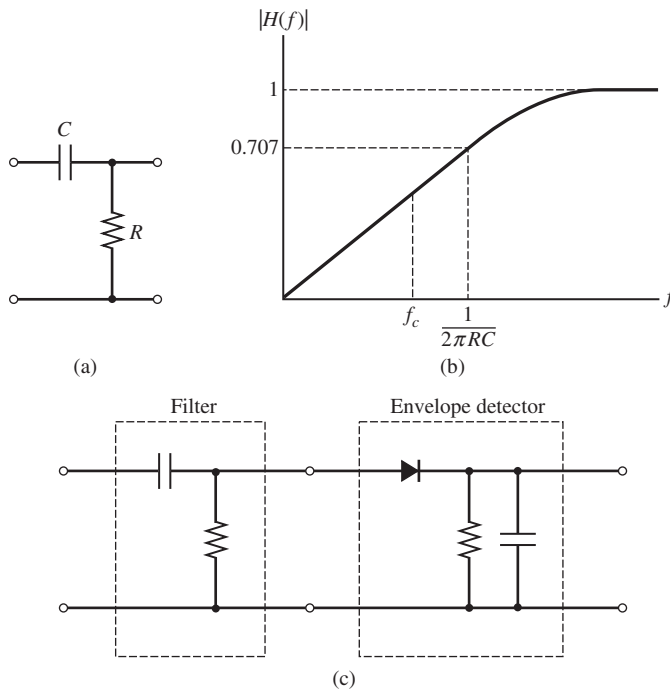 |H(f)|
1
C
0.707
R
f_c
1
2πRC
f
(a)
(b)
Filter
Envelope detector
(c)